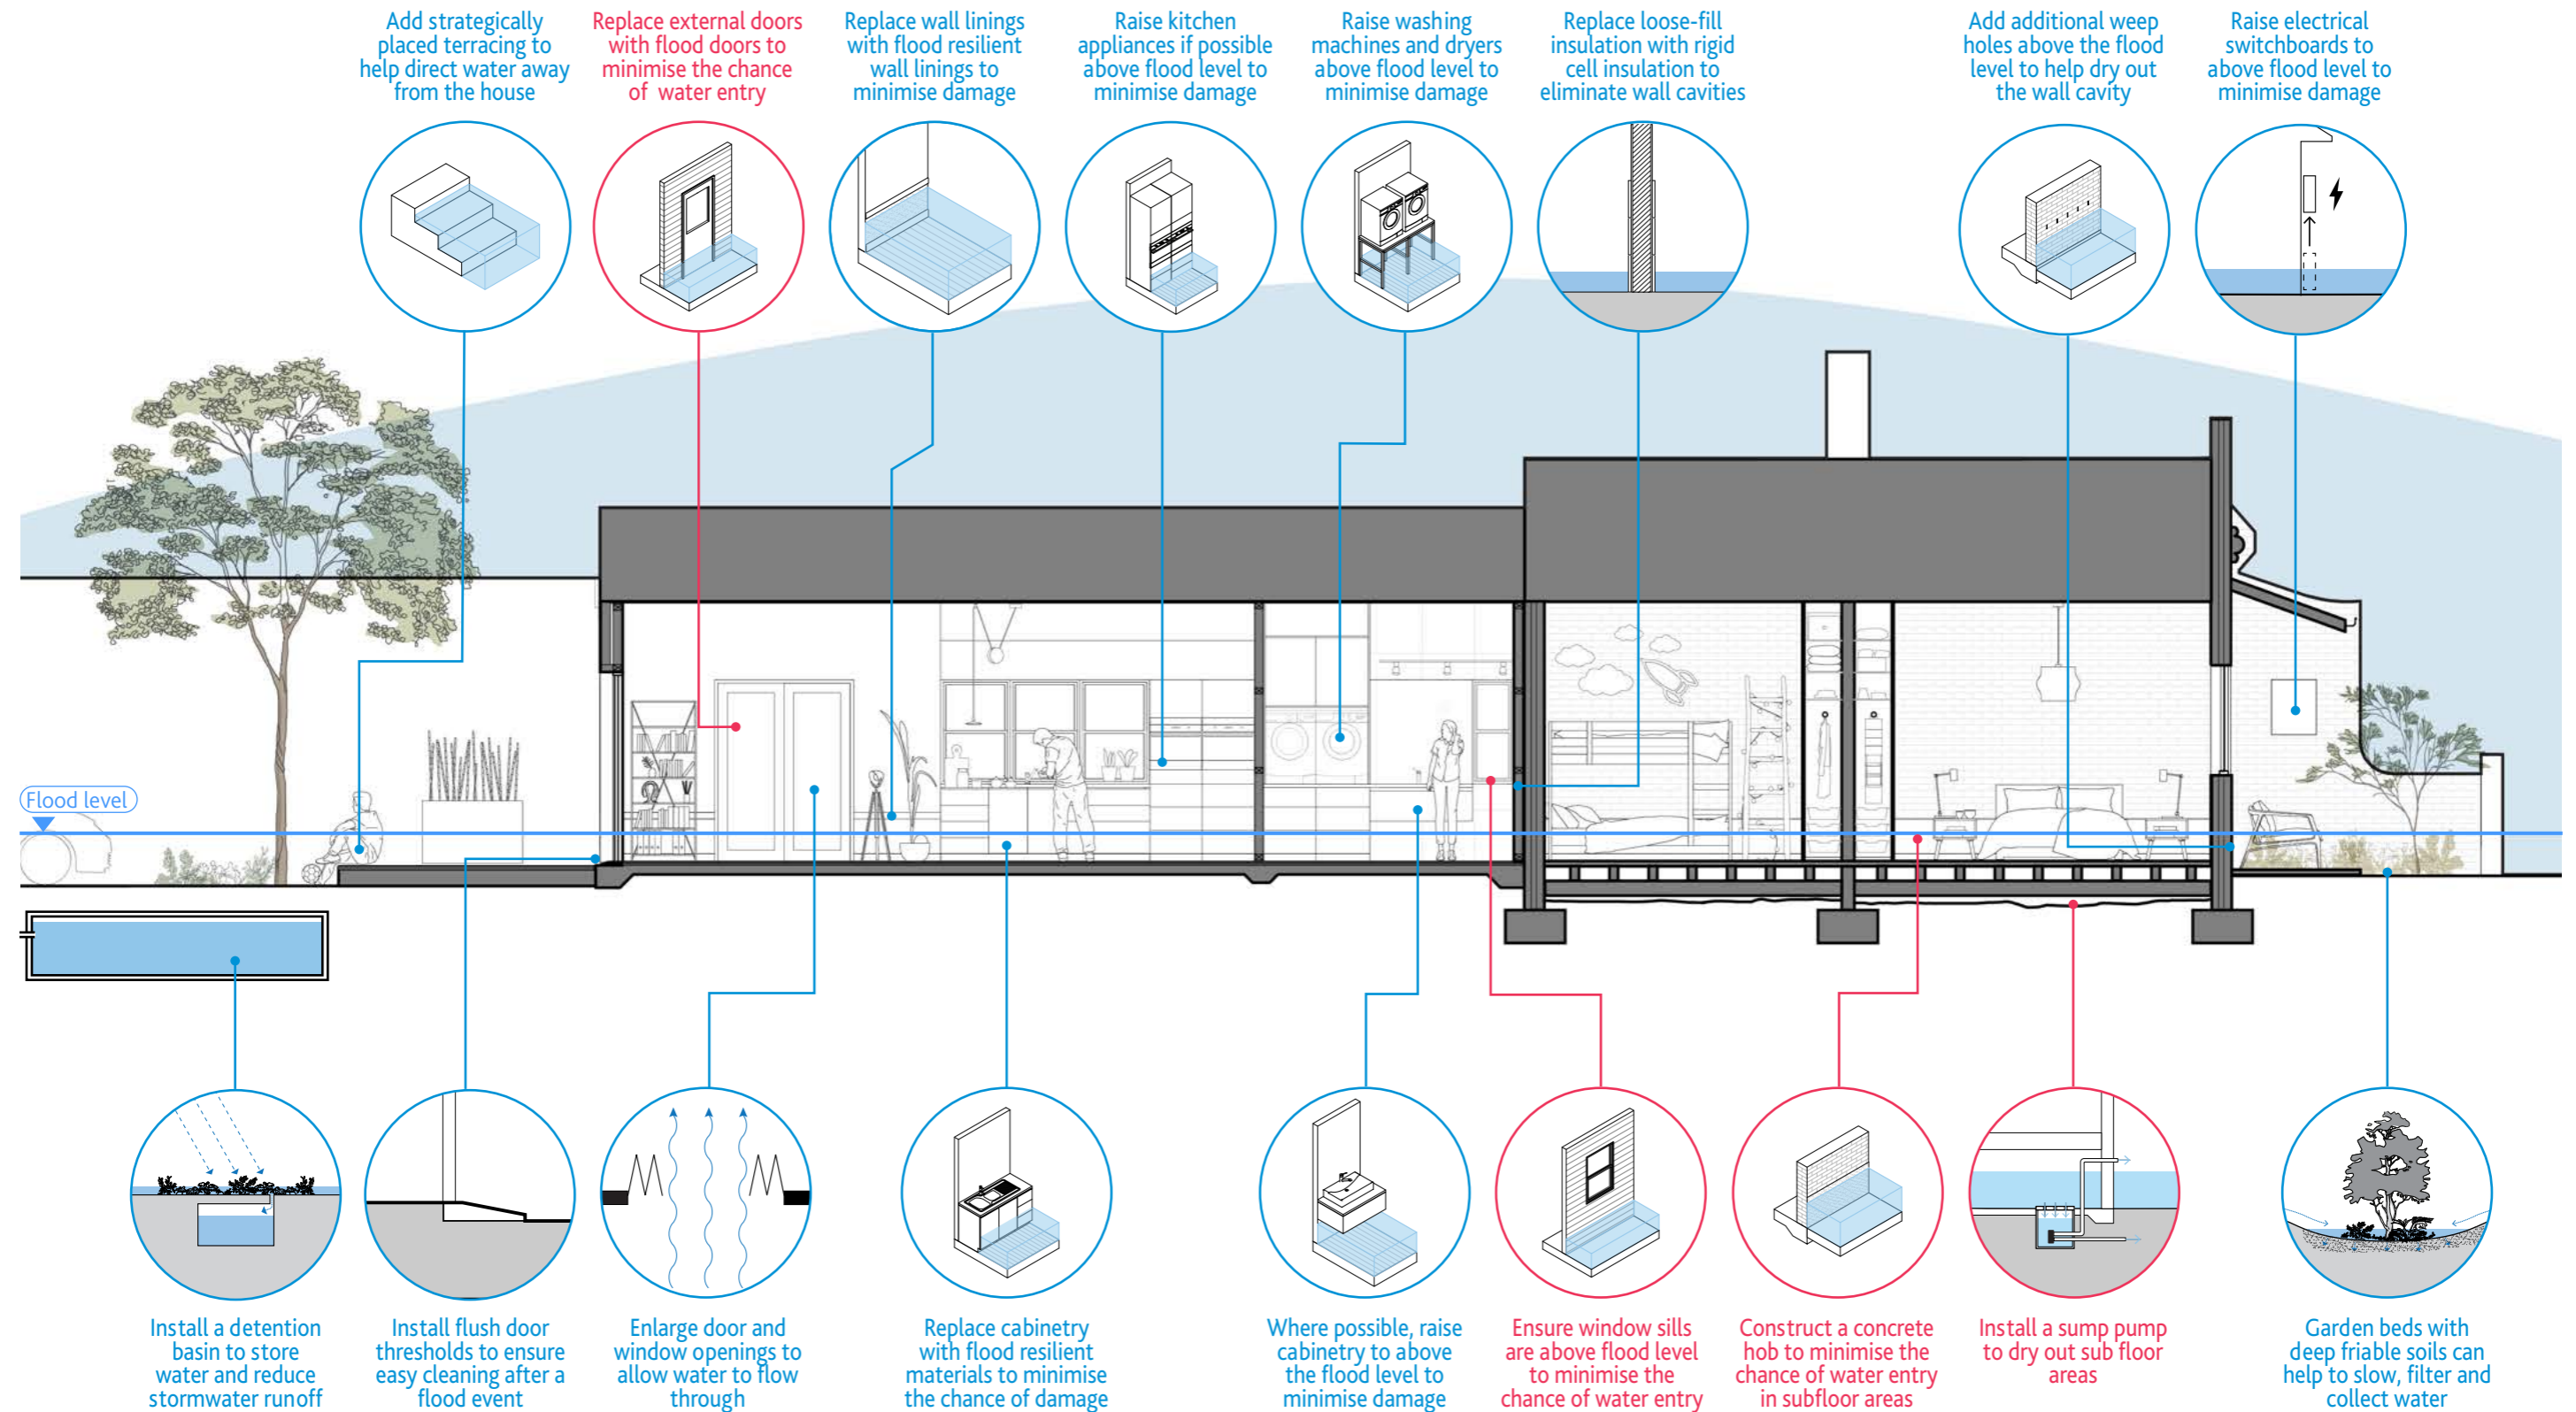 Add strategically
placed terracing to
help direct water away
from the house
Replace external doors
with flood doors to
minimise the chance
of water entry
Replace wall linings
with flood resilient
wall linings to
minimise damage
Raise kitchen
appliances if possible
above flood level to
minimise damage
Raise washing
machines and dryers
above flood level to
minimise damage
Replace loose-fill
insulation with rigid
cell insulation to
eliminate wall cavities
Add additional weep
holes above the flood
level to help dry out
the wall cavity
Raise electrical
switchboards to
above flood level to
minimise damage
Flood level
Install a detention
basin to store
water and reduce
stormwater runoff
Install flush door
thresholds to ensure
easy cleaning after a
flood event
Enlarge door and
window openings to
allow water to flow
through
Replace cabinetry
with flood resilient
materials to minimise
the chance of damage
Where possible, raise
cabinetry to above
the flood level to
minimise damage
Ensure window sills
are above flood level
to minimise the
chance of water entry
Construct a concrete
hob to minimise the
chance of water entry
in subfloor areas
Install a sump pump
to dry out sub floor
areas
Garden beds with
deep friable soils can
help to slow, filter and
collect water